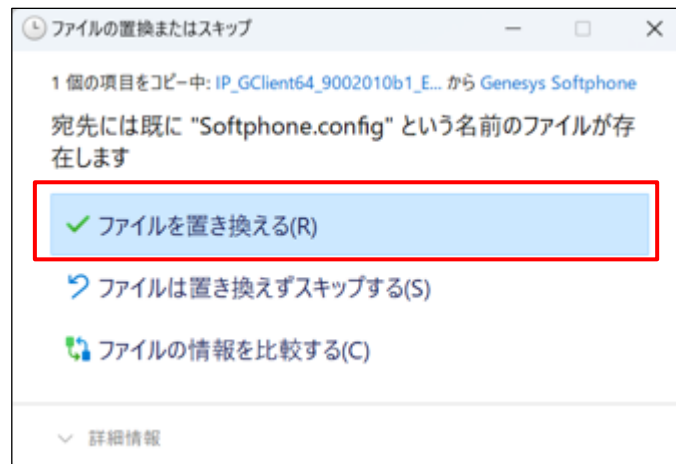 ファイルの置換またはスキップ
1 個の項目をコピー中: IP_GClient64_9002010b1_E... から Genesys Softphone
宛先には既に "Softphone.config" という名前のファイルが存
在します
ファイルを置き換える(R)
ファイルは置き換えずスキップする(S)
ファイルの情報を比較する(C)
詳細情報